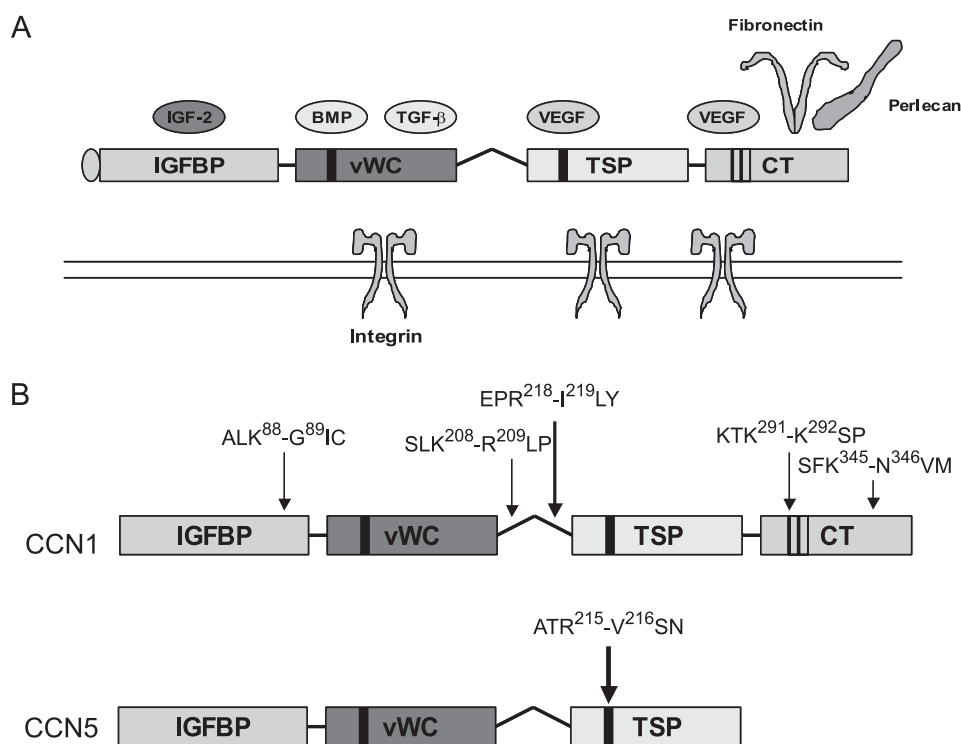 A
Fibronectin
Perlecan
IGF-2 BMP TGF-β VEGF VEGF
IGFBP vWC TSP CT
Integrin
B
EPR²¹⁸-I²¹⁹LY
ALK⁸⁸-G⁸⁹IC SLK²⁰⁸-R²⁰⁹LP KTK²⁹¹-K²⁹²SP
SFK³⁴⁵-N³⁴⁶VM
CCN1 IGFBP vWC TSP CT
ATR²¹⁵-V²¹⁶SN
CCN5 IGFBP vWC TSP